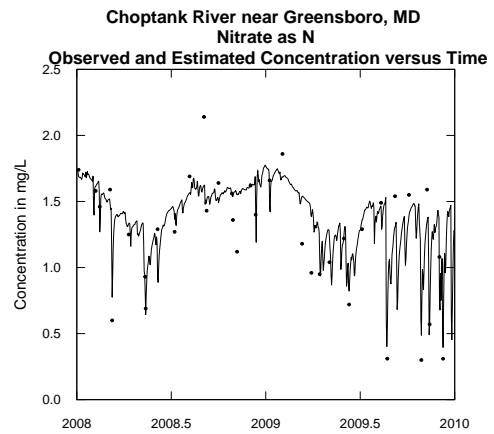 Choptank River near Greensboro, MD
Nitrate as N
Observed and Estimated Concentration versus Time
2.5
2.0
1.5
1.0
0.5
0.0
Concentration in mg/L
2008
2008.5
2009
2009.5
2010